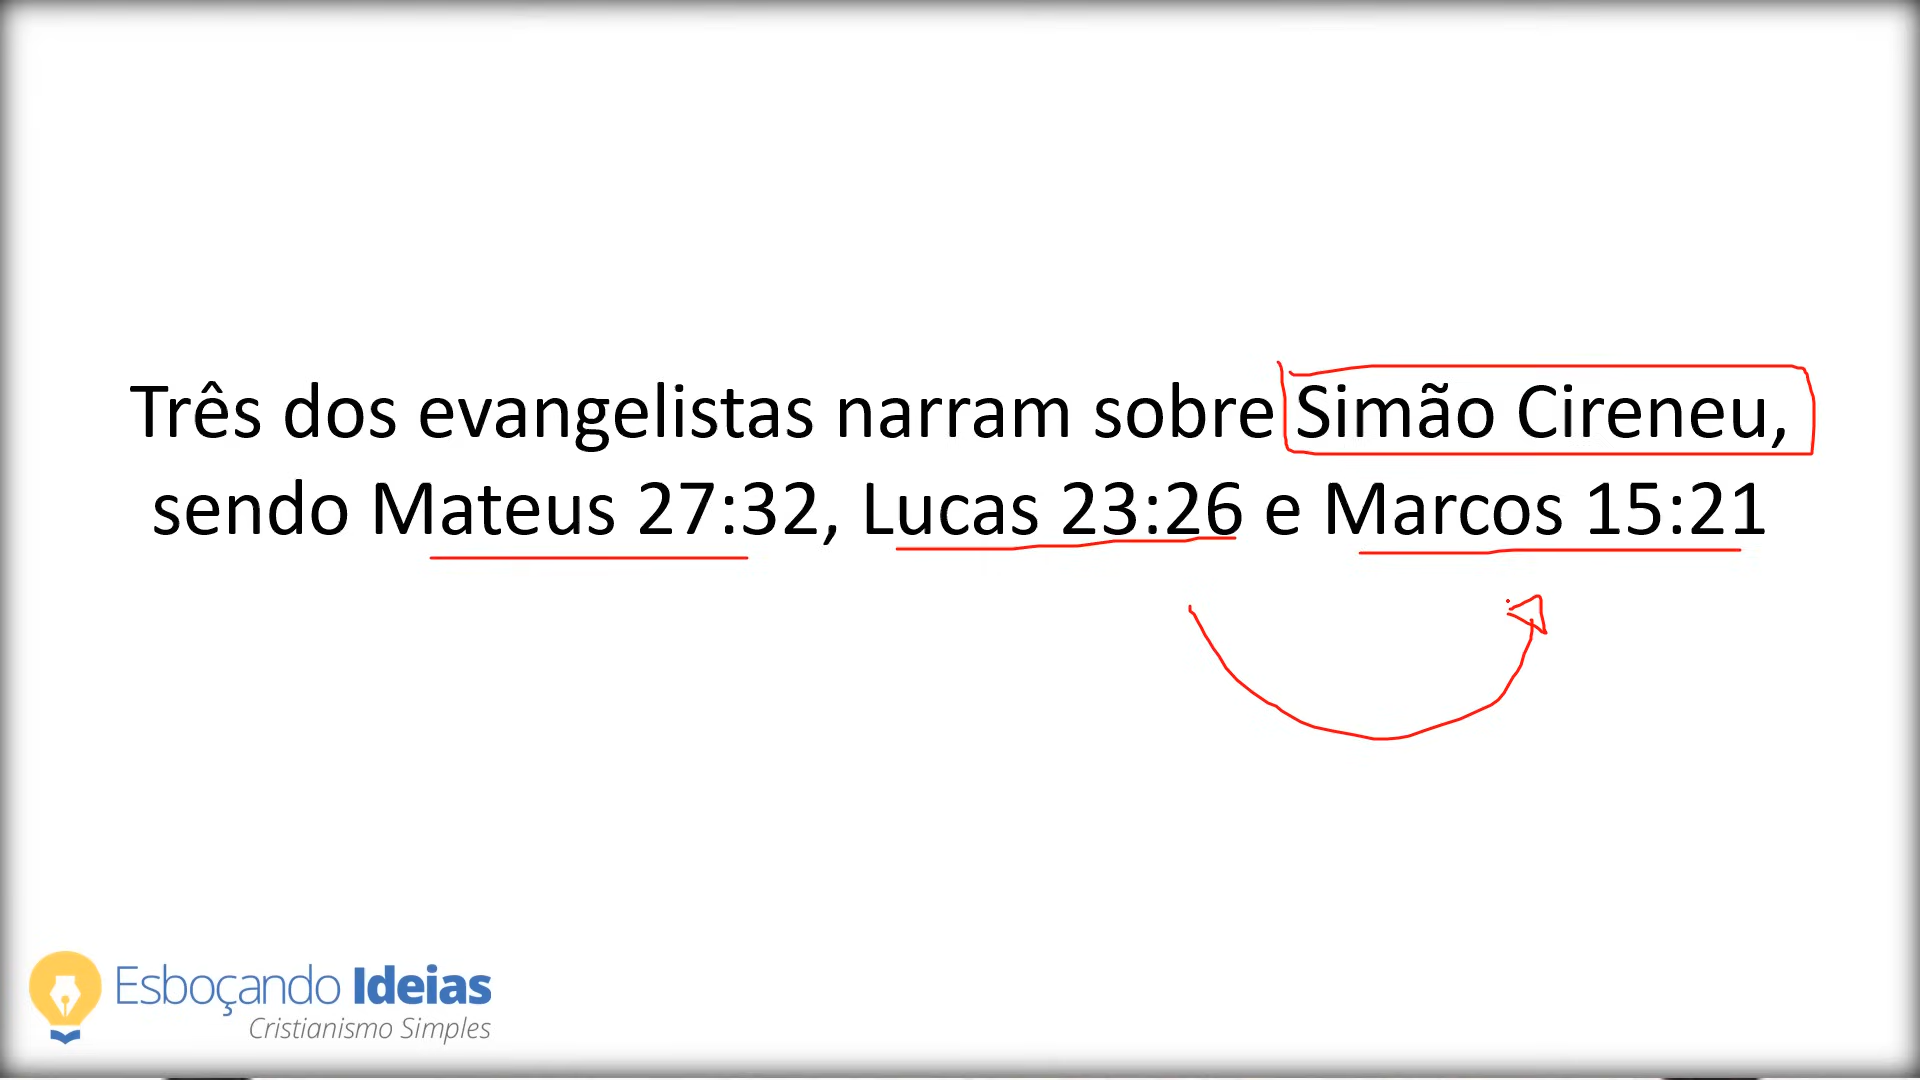 Três dos evangelistas narram sobre Simão Cireneu,
sendo Mateus 27:32, Lucas 23:26 e Marcos 15:21
Esboçando Ideias
Cristianismo Simples